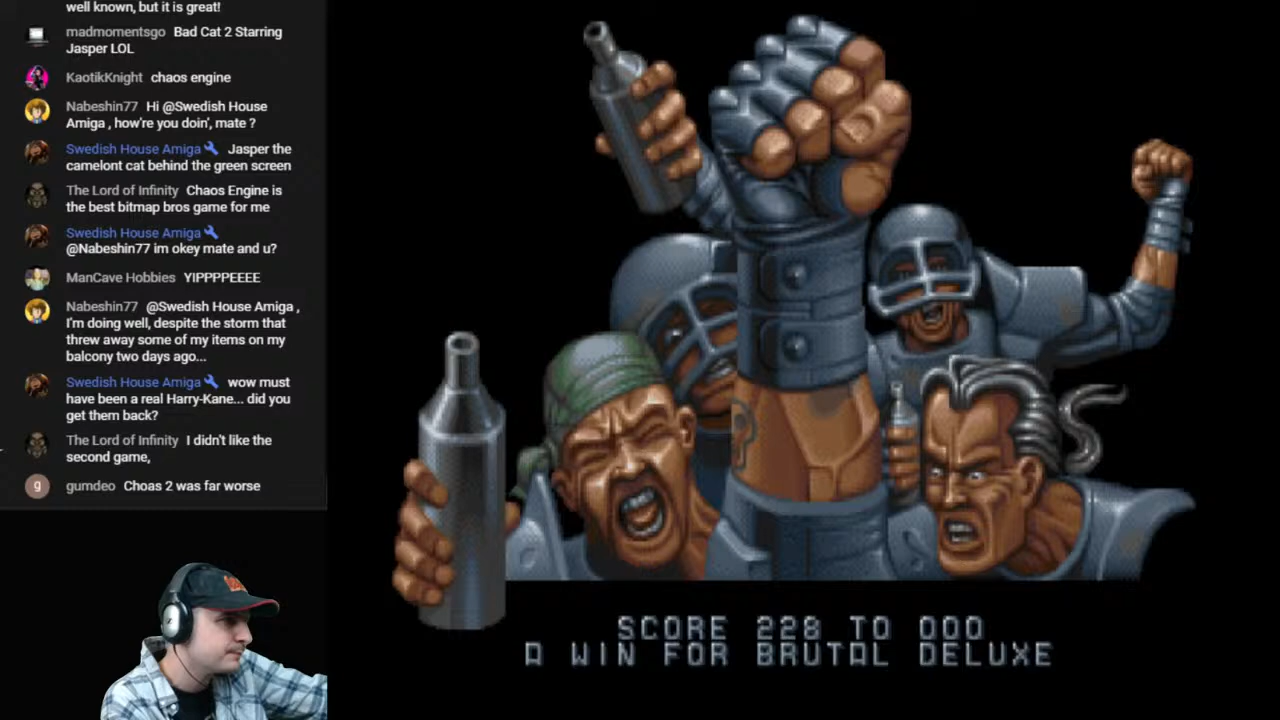 well known, but it is great!
madmomentsgo Bad Cat 2 Starring
Jasper LOL
KaotikKnight chaos engine
Nabeshin77 Hi @Swedish House
Amiga , how're you doin', mate ?
Swedish House Amiga Jasper the
camelont cat behind the green screen
The Lord of Infinity Chaos Engine is
the best bitmap bros game for me
Swedish House Amiga
@Nabeshin77 im okey mate and u?
ManCave Hobbies YIPPPPEEEE
Nabeshin77 @Swedish House Amiga ,
I'm doing well, despite the storm that
threw away some of my items on my
balcony two days ago...
Swedish House Amiga wow must
have been a real Harry-Kane... did you
get them back?
The Lord of Infinity I didn't like the
second game,
g gumdeo Choas 2 was far worse
SCORE 228 TO 000
A WIN FOR BRUTAL DELUXE